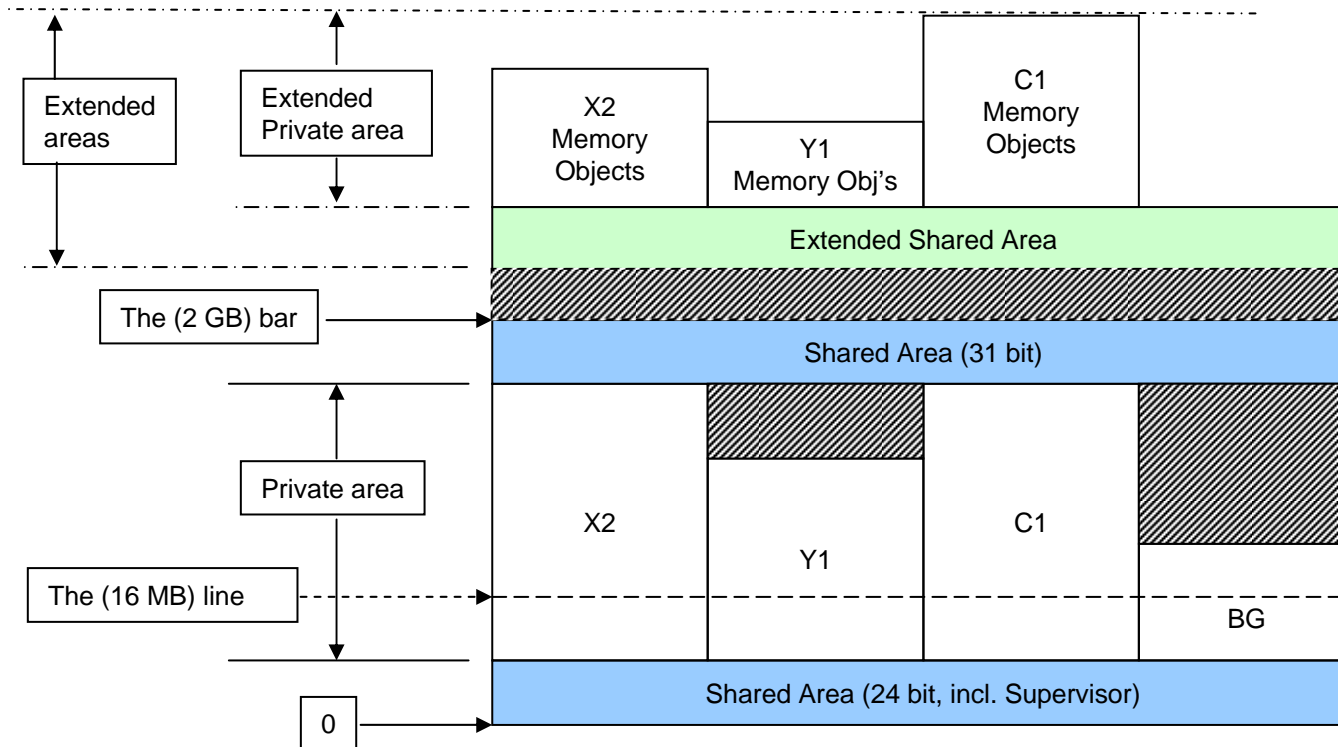 Extended
areas
Extended
Private area
X2
Memory
Objects
Y1
Memory Obj's
C1
Memory
Objects
Extended Shared Area
The (2 GB) bar
Shared Area (31 bit)
Private area
X2
Y1
C1
The (16 MB) line
BG
Shared Area (24 bit, incl. Supervisor)
0